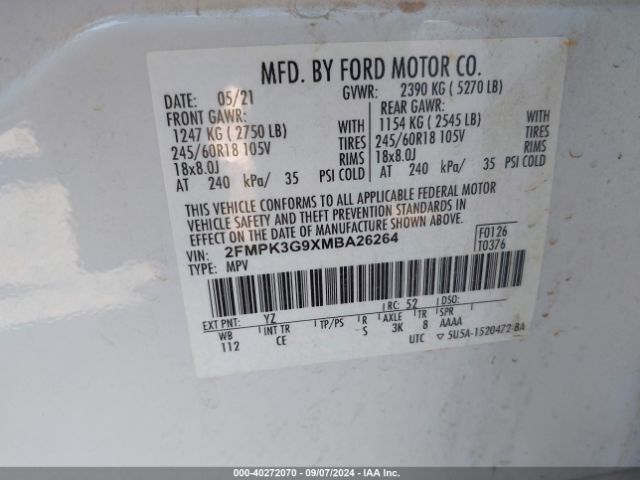 MFD. BY FORD MOTOR CO.
DATE: 05/21 GVWR: 2390 KG ( 5270 LB)
FRONT GAWR: REAR GAWR:
1247 KG ( 2750 LB) WITH 1154 KG ( 2545 LB) WITH
245/60R18 105V TIRES 245/60R18 105V TIRES
18x8.0J RIMS 18x8.0J RIMS
AT 240 kPa/ 35 PSI COLD AT 240 kPa/ 35 PSI COLD
THIS VEHICLE CONFORMS TO ALL APPLICABLE FEDERAL MOTOR
VEHICLE SAFETY AND THEFT PREVENTION STANDARDS IN
EFFECT ON THE DATE OF MANUFACTURE SHOWN ABOVE.
VIN: 2FMPK3G9XMBA26264 F0126
TYPE: MPV T0376
EXT PNT: YZ RC: 52 DSO:
WB INT TR TP/PS R AXLE TR SPR
112 CE S 3K 8 AAAA
UTC ▽ 5U5A-1520472-BA
000-40272070 - 09/07/2024 - IAA Inc.